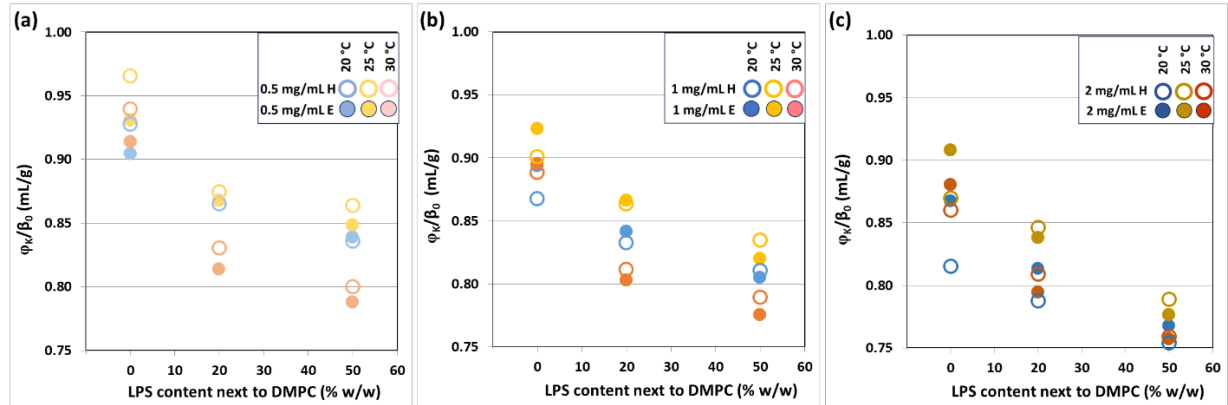 (a)
1.00
0.95
0.90
0.85
0.80
0.75
φK/β0 (mL/g)
20 °C
25 °C
30 °C
0.5 mg/mL H
0.5 mg/mL E
0 10 20 30 40 50 60
LPS content next to DMPC (% w/w)
(b)
1.00
0.95
0.90
0.85
0.80
0.75
φK/β0 (mL/g)
20 °C
25 °C
30 °C
1 mg/mL H
1 mg/mL E
0 10 20 30 40 50 60
LPS content next to DMPC (% w/w)
(c)
1.00
0.95
0.90
0.85
0.80
0.75
φK/β0 (mL/g)
20 °C
25 °C
30 °C
2 mg/mL H
2 mg/mL E
0 10 20 30 40 50 60
LPS content next to DMPC (% w/w)